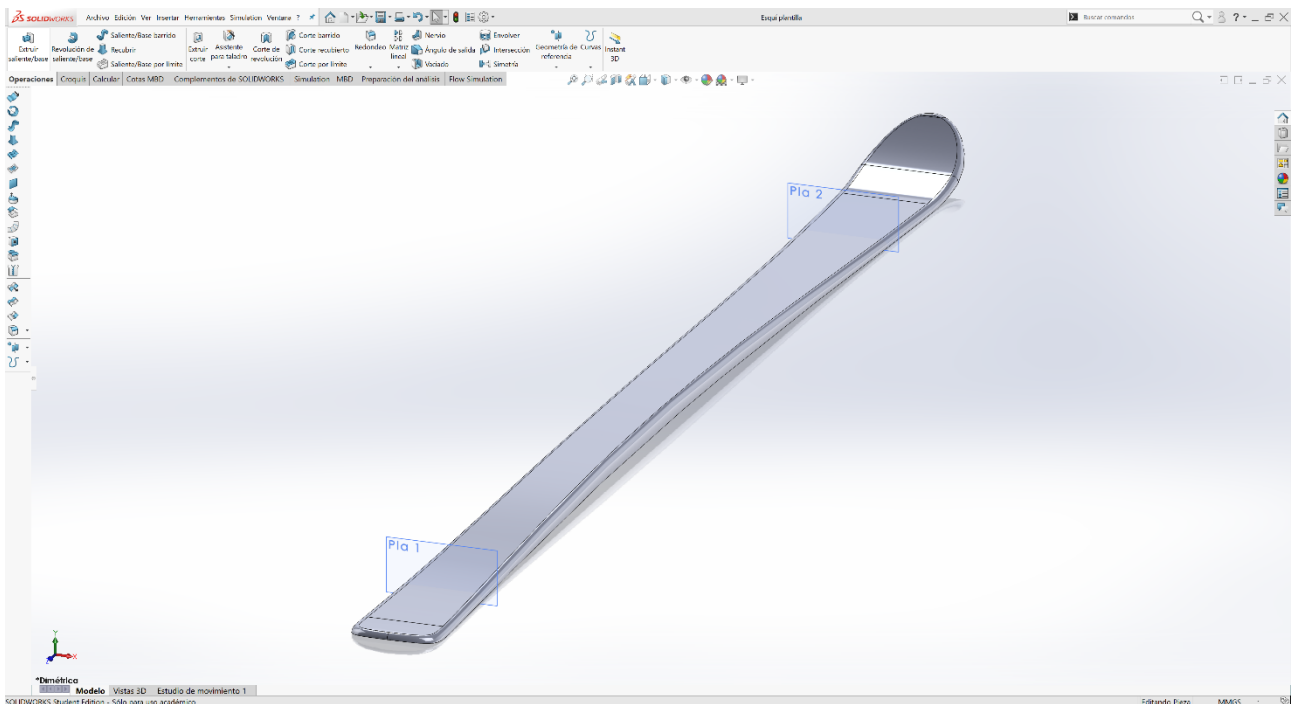 SOLIDWORKS Archivo Edición Ver Insertar Herramientas Simulation Ventana ? Esqui plantilla Buscar comandos
Extruir saliente/base
Revolución de saliente/base
Saliente/Base barrido
Recubrir
Saliente/Base por límite
Extruir corte
Asistente para taladro
Corte de revolución
Corte barrido
Corte recubierto
Corte por límite
Redondeo
Matriz lineal
Nervio
Ángulo de salida
Vaciado
Envolver
Intersección
Simetría
Geometría de referencia
Curvas
Instant 3D
Operaciones Croquis Calcular Cotas MBD Complementos de SOLIDWORKS Simulation MBD Preparación del análisis Flow Simulation
Pla 2
Pla 1
Y
X
Z
*Dimétrica
Modelo Vistas 3D Estudio de movimiento 1
SOLIDWORKS Student Edition - Sólo para uso académico Editando Pieza MMGS